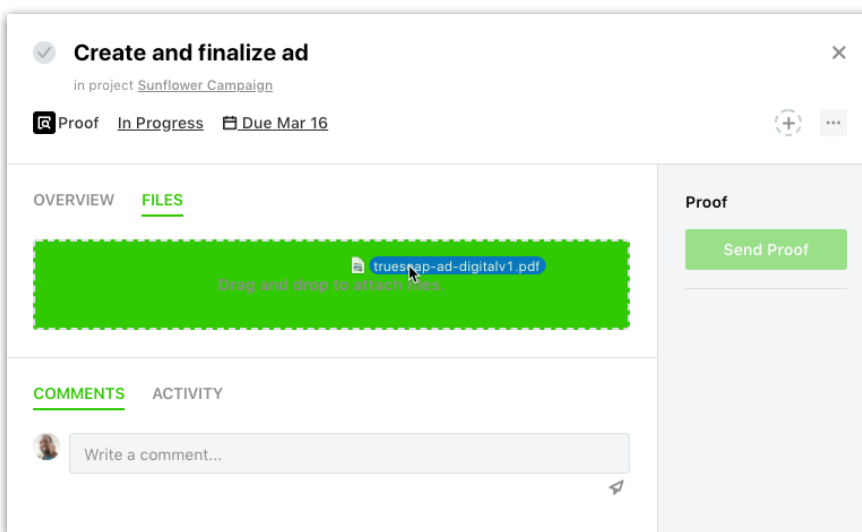 Create and finalize ad
in project Sunflower Campaign
Proof In Progress Due Mar 16
OVERVIEW FILES
truesoap-ad-digitalv1.pdf
Drag and drop to attach files.
Proof
Send Proof
COMMENTS ACTIVITY
Write a comment...